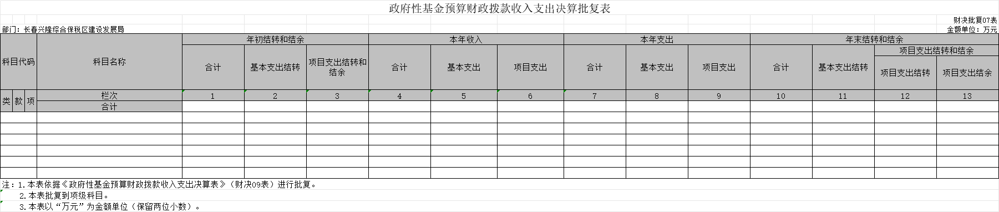 政府性基金预算财政拨款收入支出决算批复表
财决批复07表
部门：长春兴隆综合保税区建设发展局
金额单位：万元
科目代码 科目名称 年初结转和结余 本年收入 本年支出 年末结转和结余
合计 基本支出结转 项目支出结转和结余 合计 基本支出 项目支出 合计 基本支出 项目支出 合计 基本支出结转 项目支出结转和结余
项目支出结转 项目支出结余
类 款 项 栏次 1 2 3 4 5 6 7 8 9 10 11 12 13
合计
注：1.本表依据《政府性基金预算财政拨款收入支出决算表》（财决09表）进行批复。
2.本表批复到项级科目。
3.本表以“万元”为金额单位（保留两位小数）。